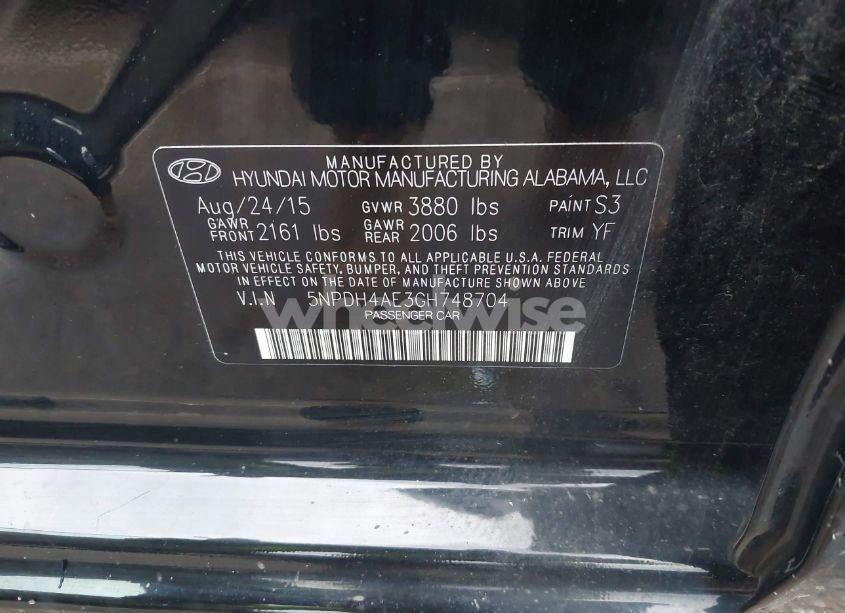 MANUFACTURED BY
HYUNDAI MOTOR MANUFACTURING ALABAMA, LLC
Aug/24/15 GVWR 3880 lbs PAINT S3
GAWR FRONT 2161 lbs GAWR REAR 2006 lbs TRIM YF
THIS VEHICLE CONFORMS TO ALL APPLICABLE U.S.A. FEDERAL
MOTOR VEHICLE SAFETY, BUMPER, AND THEFT PREVENTION STANDARDS
IN EFFECT ON THE DATE OF MANUFACTURE SHOWN ABOVE
V.I.N 5NPDH4AE3GH748704
wheelwise
PASSENGER CAR